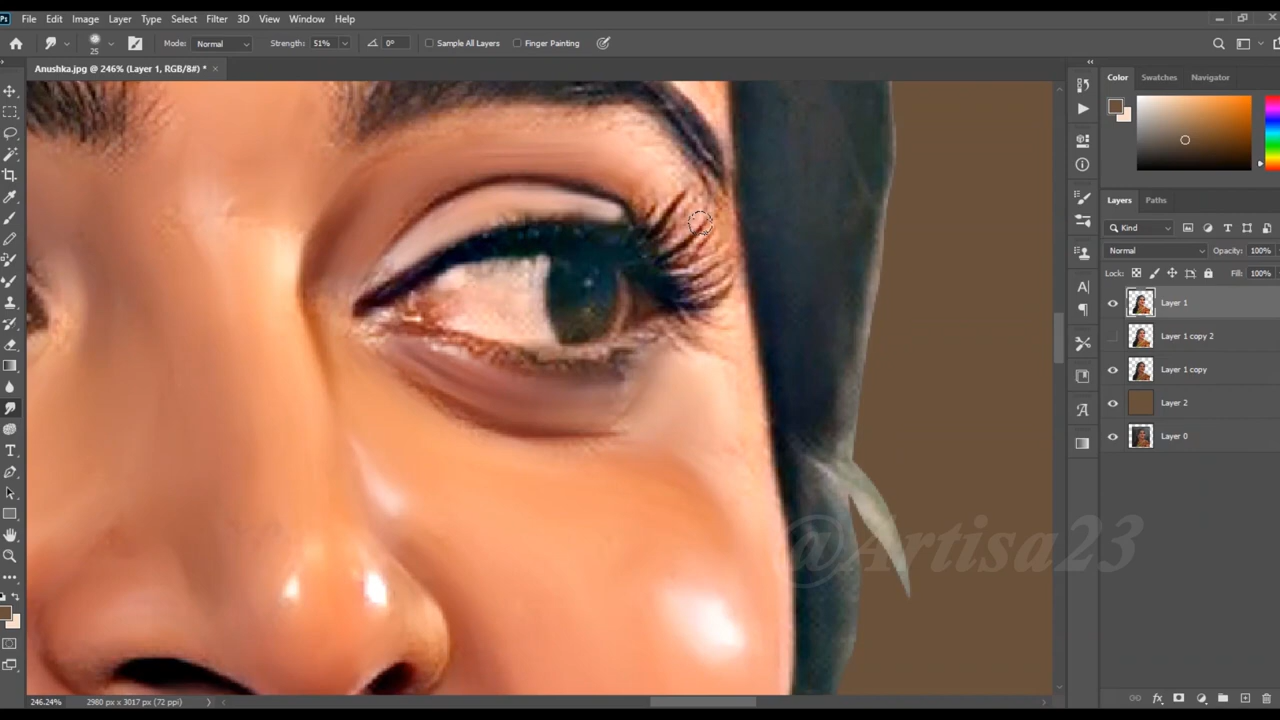 Ps File Edit Image Layer Type Select Filter 3D View Window Help
25 Mode: Normal Strength: 51% 0° Sample All Layers Finger Painting
Anushka.jpg @ 246% (Layer 1, RGB/8#) * ×
Color Swatches Navigator
Layers Paths
Kind
Normal Opacity: 100%
Lock: Fill: 100%
Layer 1
Layer 1 copy 2
Layer 1 copy
Layer 2
Layer 0
@Artisa23
246.24% 2980 px x 3017 px (72 ppi)